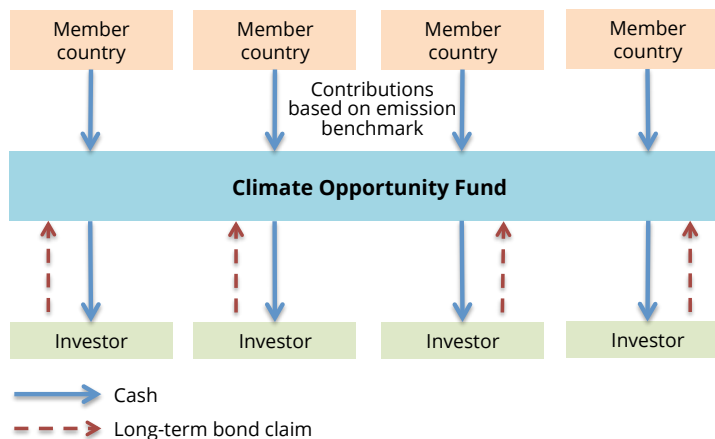 Member
country
Member
country
Member
country
Member
country
Contributions
based on emission
benchmark
Climate Opportunity Fund
Investor
Investor
Investor
Investor
Cash
Long-term bond claim